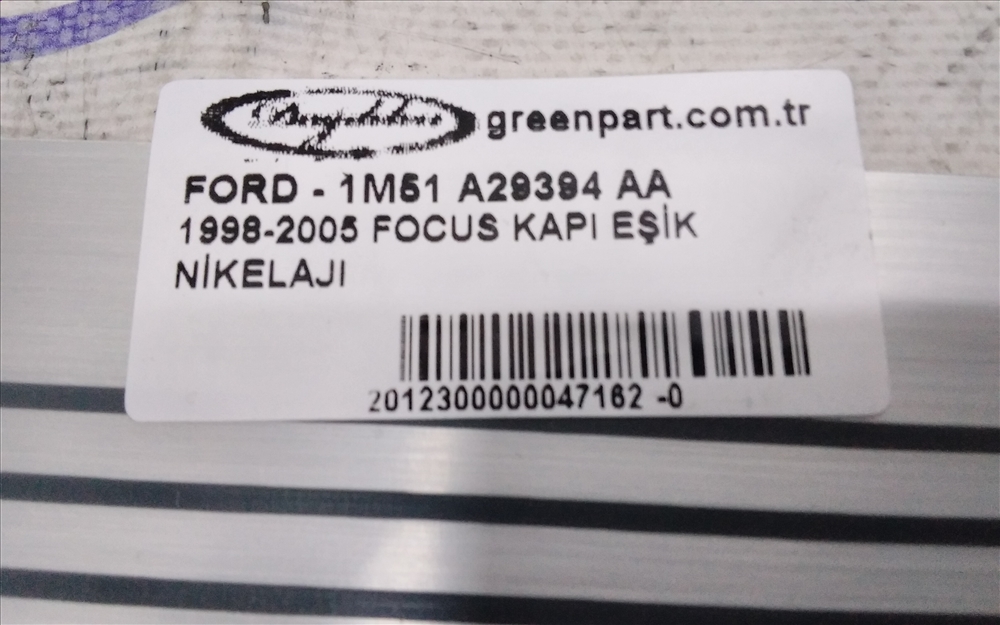 greenpart.com.tr
FORD - 1M51 A29394 AA
1998-2005 FOCUS KAPI EŞİK
NİKELAJI
2012300000047162 -0